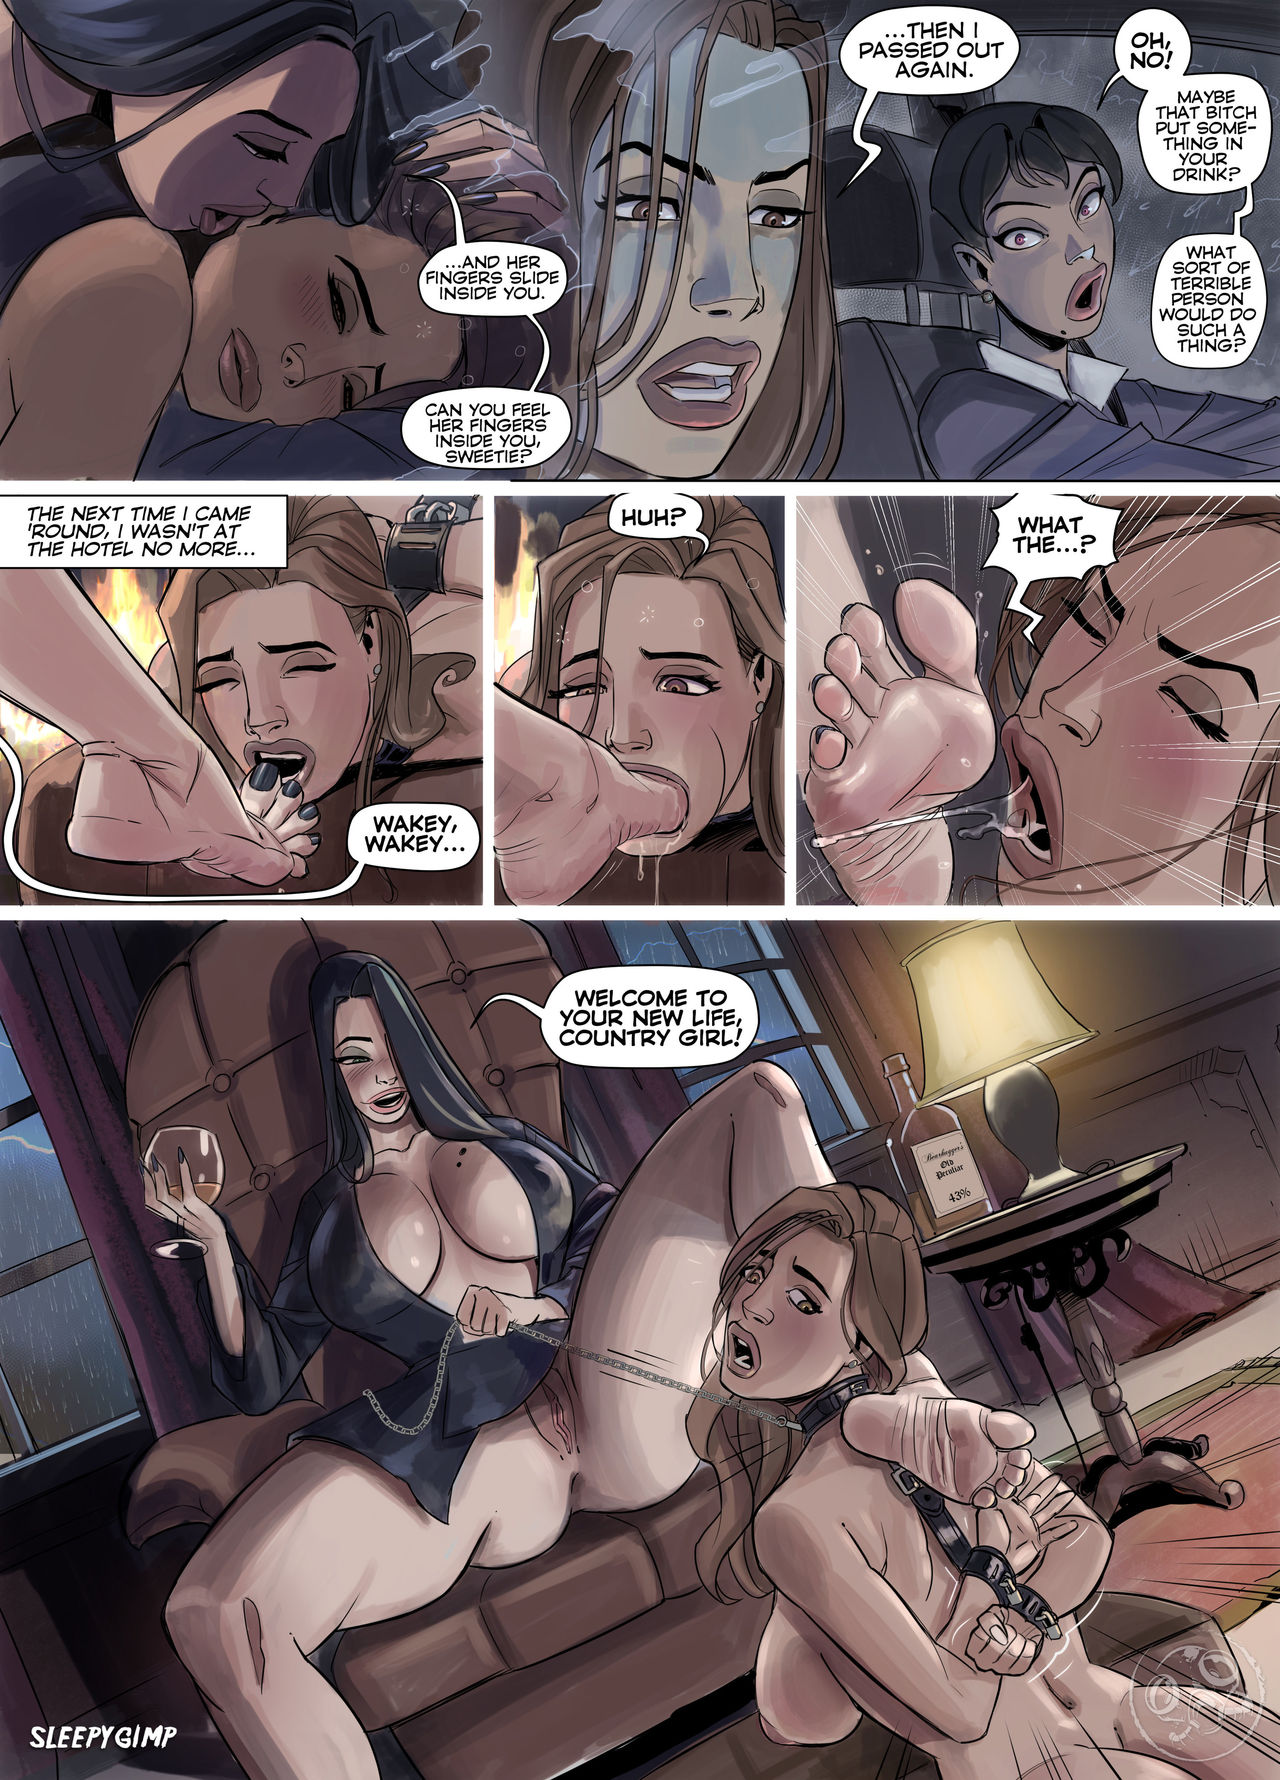 ...THEN I
PASSED OUT
AGAIN.
OH,
NO!
MAYBE
THAT BITCH
PUT SOME-
THING IN
YOUR
DRINK?
WHAT
SORT OF
TERRIBLE
PERSON
WOULD DO
SUCH A
THING?
...AND HER
FINGERS SLIDE
INSIDE YOU.
CAN YOU FEEL
HER FINGERS
INSIDE YOU,
SWEETIE?
THE NEXT TIME I CAME
'ROUND, I WASN'T AT
THE HOTEL NO MORE...
WAKEY,
WAKEY...
HUH?
WHAT
THE...?
WELCOME TO
YOUR NEW LIFE,
COUNTRY GIRL!
Bearhugger's
Old
Peculiar
43%
SLEEPYGIMP